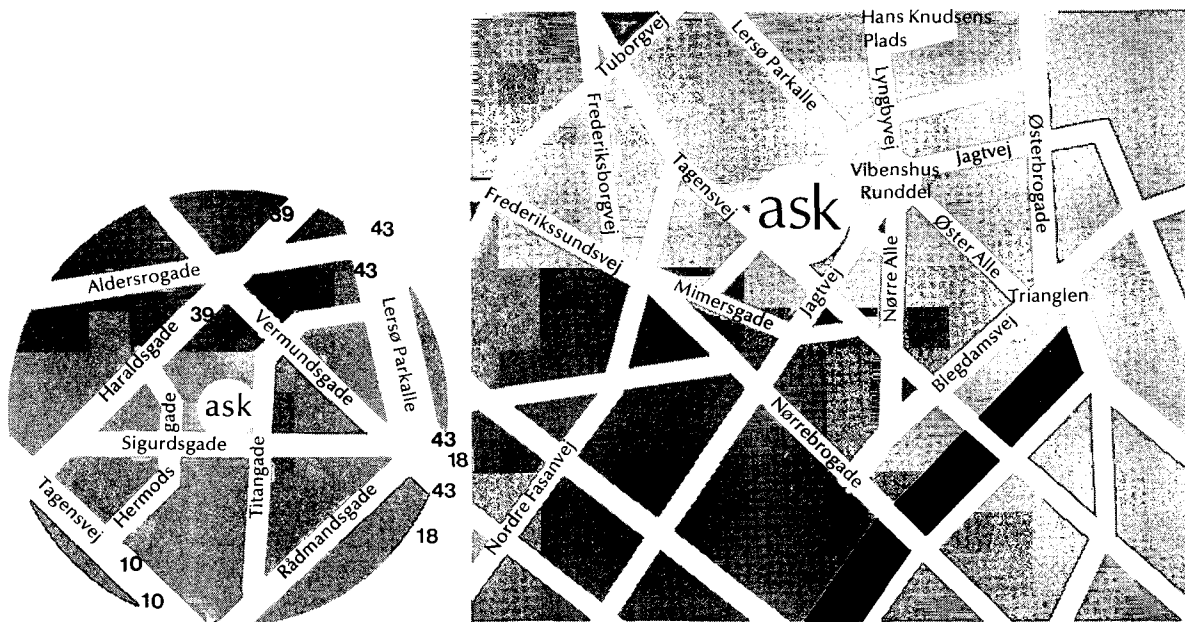 39
43
Aldersrogade
43
39
Haraldsgade
Vermundsgade
Lersø Parkalle
ask
Hermods
gade
Sigurdsgade
Titangade
43
18
43
Tagensvej
Rådmandsgade
18
10
10
Hans Knudsens
Plads
Tuborgvej
Lersø Parkalle
Lyngbyvej
Frederiksborgvej
Tagensvej
Østerbrogade
Jagtvej
Vibenshus
Runddel
ask
Frederikssundsvej
Øster Alle
Nørre Alle
Jagtvej
Mimersgade
Trianglen
Blegdamsvej
Nørrebrogade
Nordre Fasanvej